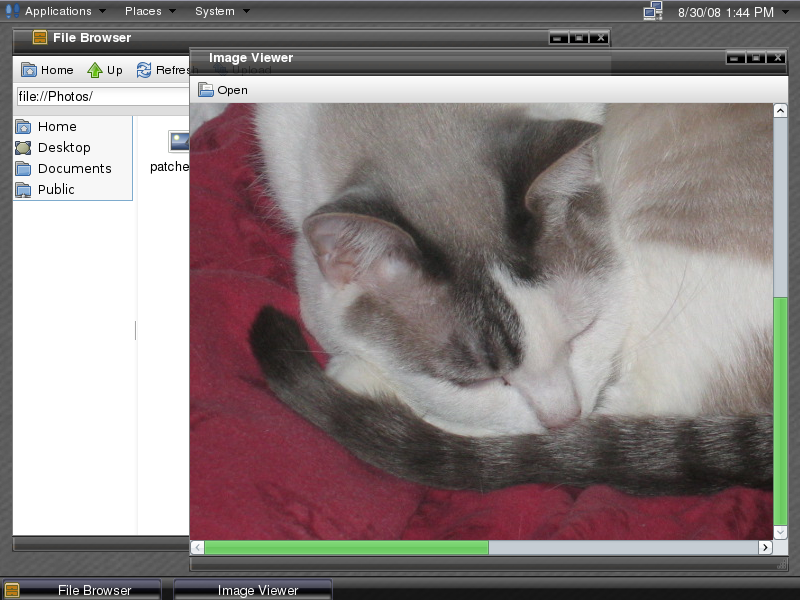 Applications Places System 8/30/08 1:44 PM
File Browser
Image Viewer
Home Up Refresh Upload
Open
file://Photos/
Home
Desktop
Documents
Public
patche
File Browser Image Viewer